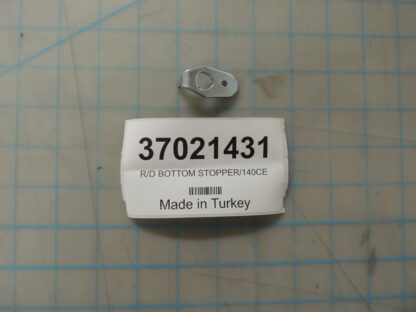 37021431
R/D BOTTOM STOPPER/140CE
Made in Turkey